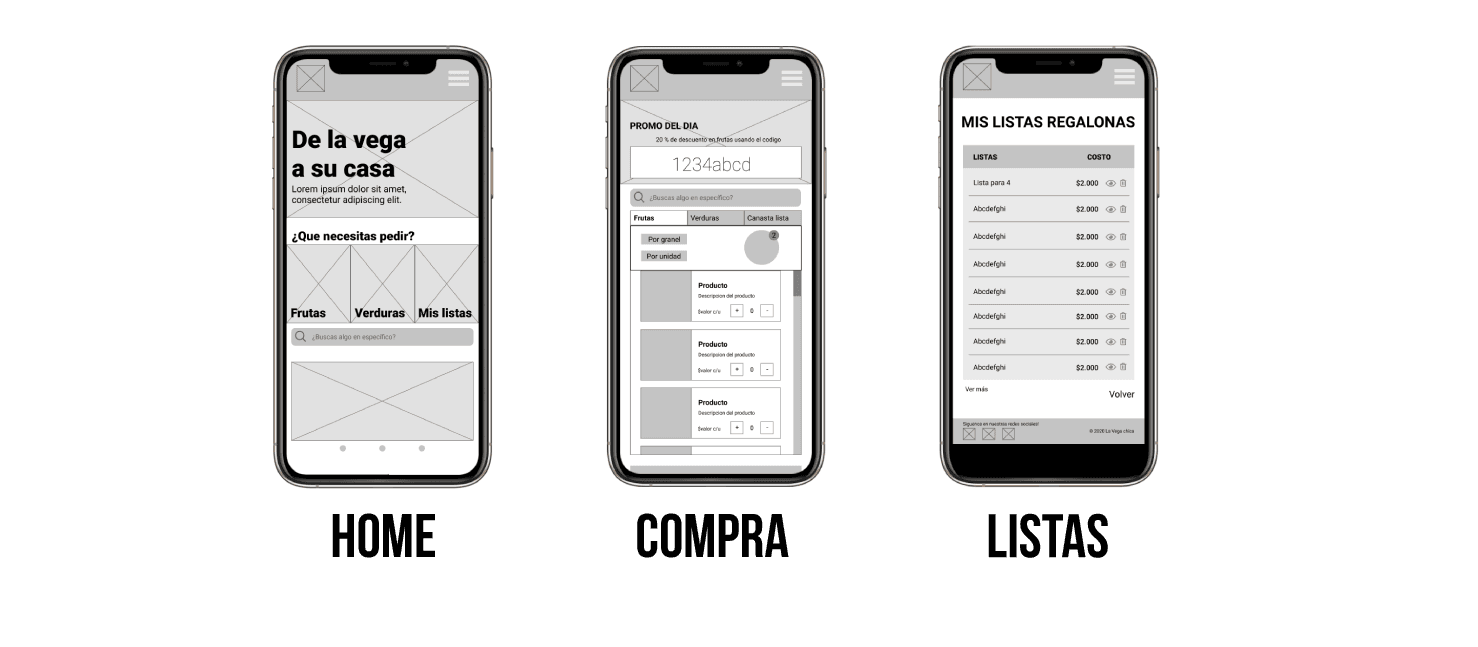 De la vega
a su casa
Lorem ipsum dolor sit amet,
consectetur adipiscing elit.
¿Que necesitas pedir?
Frutas
Verduras
Mis listas
¿Buscas algo en especifico?
HOME
PROMO DEL DIA
20 % de descuento en frutas usando el codigo
1234abcd
¿Buscas algo en especifico?
Frutas
Verduras
Canasta lista
Por granel
2
Por unidad
Producto
Descripcion del producto
$valor c/u + 0 -
Producto
Descripcion del producto
$valor c/u + 0 -
Producto
Descripcion del producto
$valor c/u + 0 -
COMPRA
MIS LISTAS REGALONAS
LISTAS COSTO
Lista para 4 $2.000
Abcdefghi $2.000
Abcdefghi $2.000
Abcdefghi $2.000
Abcdefghi $2.000
Abcdefghi $2.000
Abcdefghi $2.000
Abcdefghi $2.000
Ver más
Volver
Siguenos en nuestras redes sociales!
© 2020 La Vega chica
LISTAS